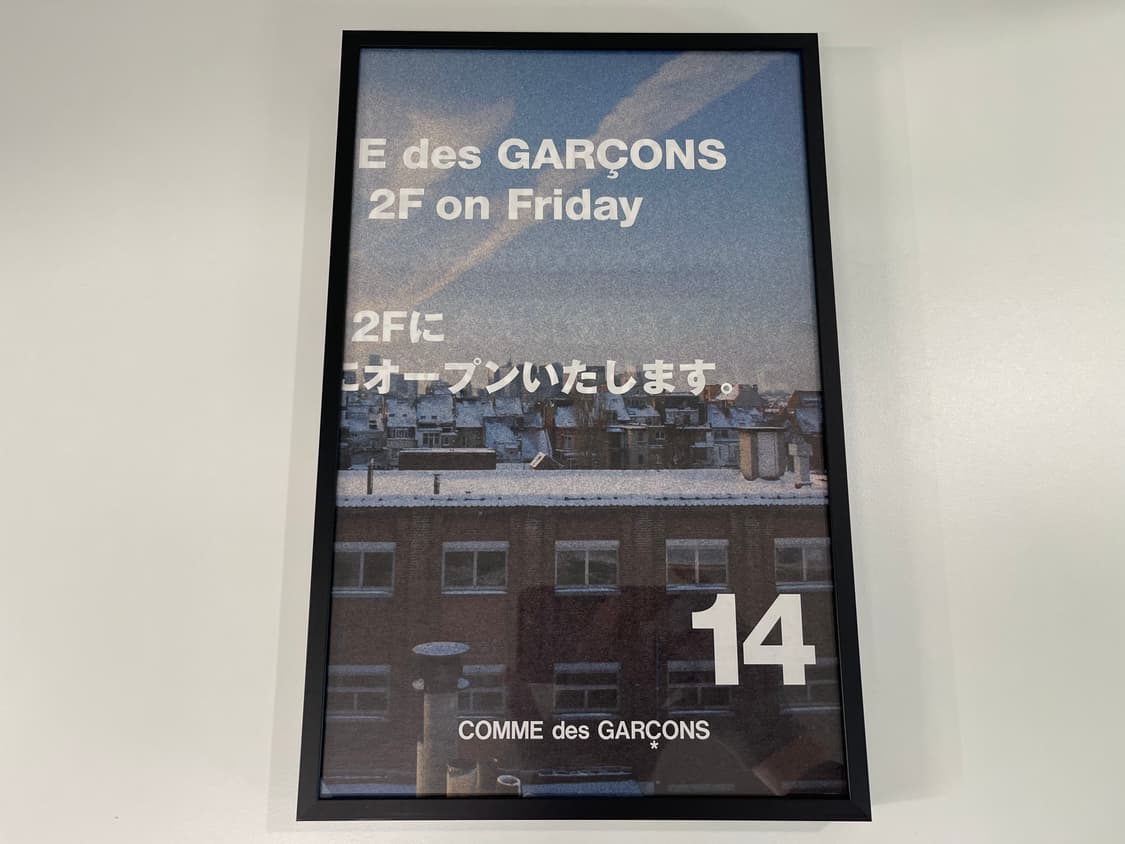 E des GARÇONS
2F on Friday
2Fに
にオープンいたします。
14
COMME des GARÇONS
*